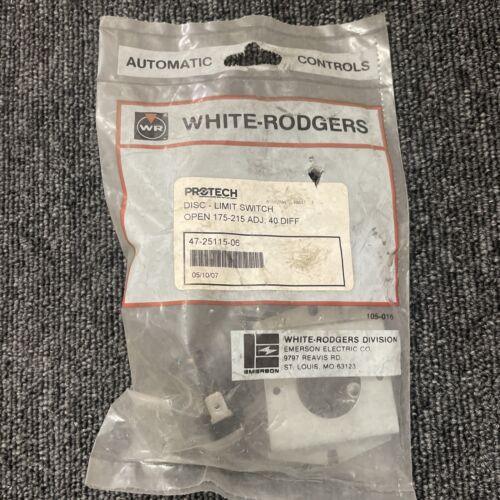 AUTOMATIC CONTROLS
WR WHITE-RODGERS
PROTECH
DISC - LIMIT SWITCH
OPEN 175-215 ADJ. 40 DIFF
47-25115-06
05/10/07
105-016
WHITE-RODGERS DIVISION
EMERSON ELECTRIC CO.
9797 REAVIS RD.
ST. LOUIS, MO 63123
EMERSON